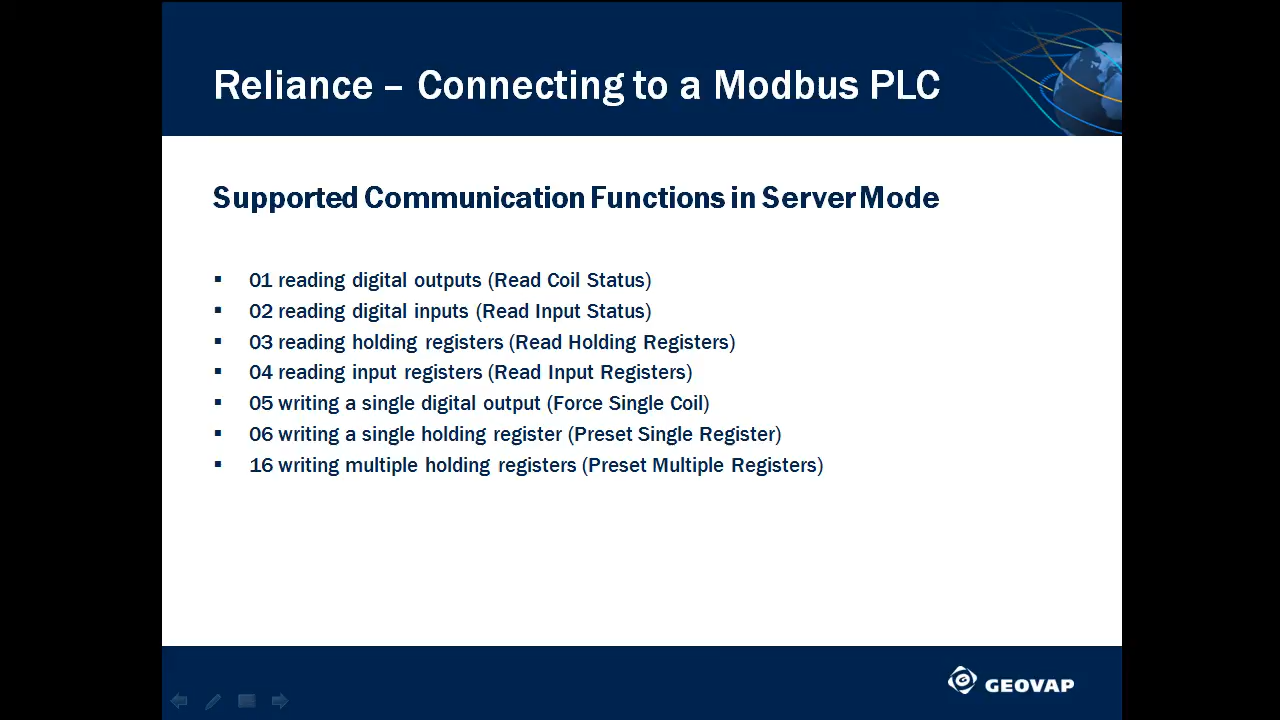 Reliance – Connecting to a Modbus PLC
Supported Communication Functions in Server Mode
▪ 01 reading digital outputs (Read Coil Status)
▪ 02 reading digital inputs (Read Input Status)
▪ 03 reading holding registers (Read Holding Registers)
▪ 04 reading input registers (Read Input Registers)
▪ 05 writing a single digital output (Force Single Coil)
▪ 06 writing a single holding register (Preset Single Register)
▪ 16 writing multiple holding registers (Preset Multiple Registers)
GEOVAP